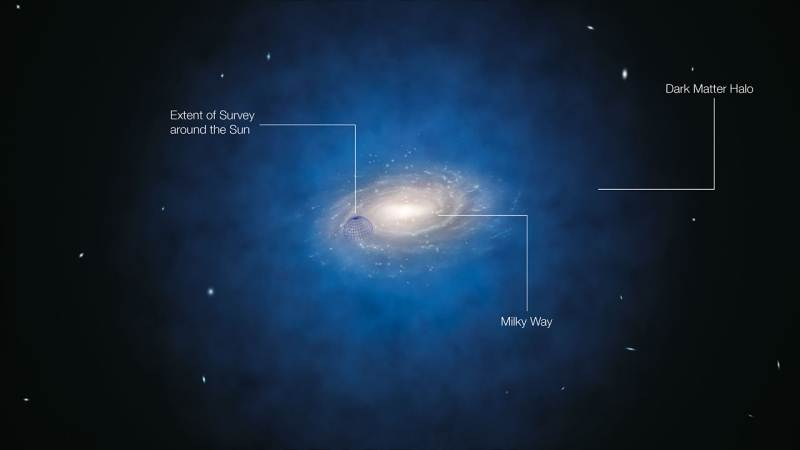 Dark Matter Halo
Extent of Survey
around the Sun
Milky Way